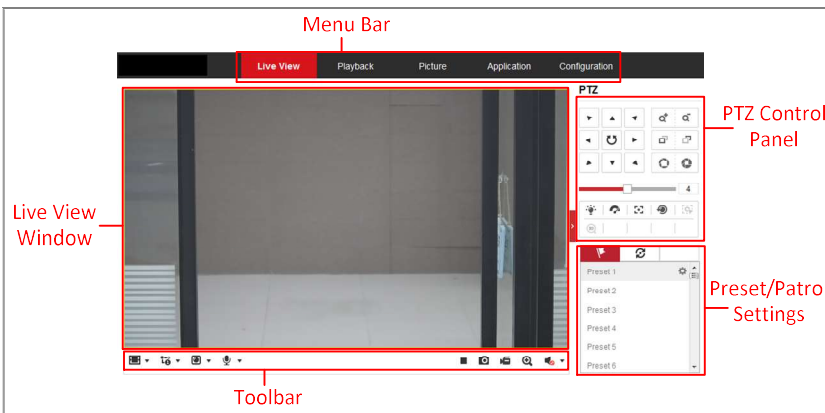 Menu Bar
Live View
Playback
Picture
Application
Configuration
PTZ
PTZ Control
Panel
4
Live View
Window
Preset 1
Preset 2
Preset 3
Preset 4
Preset 5
Preset 6
Preset/Patro
Settings
Toolbar